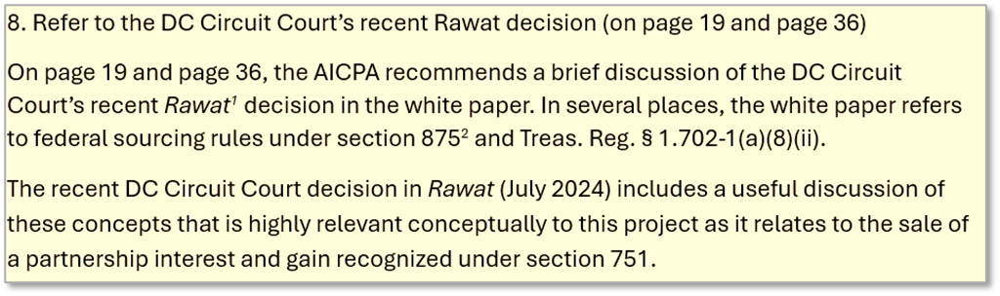 8. Refer to the DC Circuit Court’s recent Rawat decision (on page 19 and page 36)
On page 19 and page 36, the AICPA recommends a brief discussion of the DC Circuit
Court’s recent Rawat¹ decision in the white paper. In several places, the white paper refers
to federal sourcing rules under section 875² and Treas. Reg. § 1.702-1(a)(8)(ii).
The recent DC Circuit Court decision in Rawat (July 2024) includes a useful discussion of
these concepts that is highly relevant conceptually to this project as it relates to the sale of
a partnership interest and gain recognized under section 751.